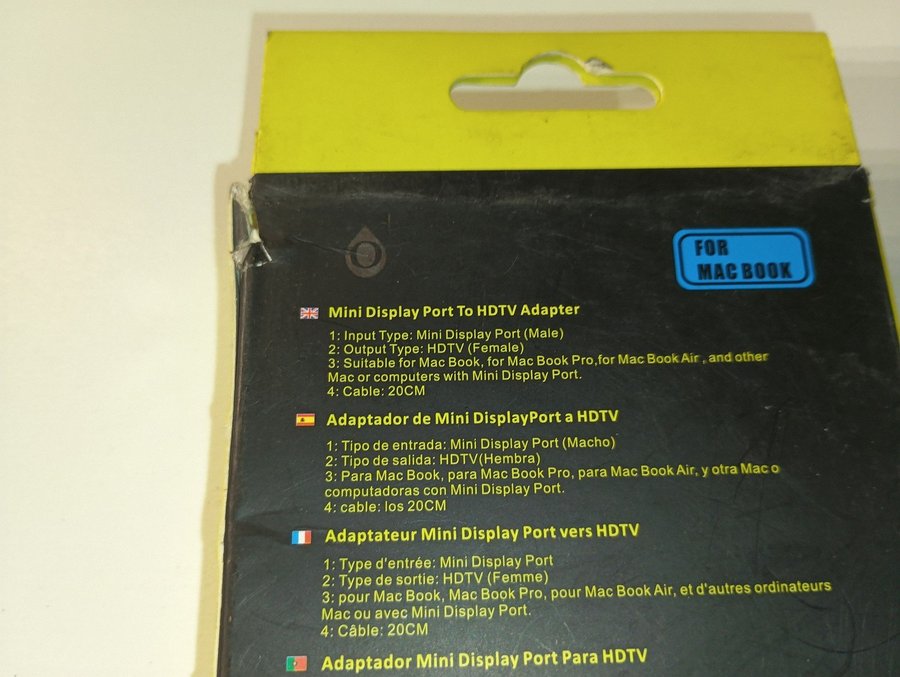 FOR
MAC BOOK
Mini Display Port To HDTV Adapter
1: Input Type: Mini Display Port (Male)
2: Output Type: HDTV (Female)
3: Suitable for Mac Book, for Mac Book Pro,for Mac Book Air , and other
Mac or computers with Mini Display Port.
4: Cable: 20CM
Adaptador de Mini DisplayPort a HDTV
1: Tipo de entrada: Mini Display Port (Macho)
2: Tipo de salida: HDTV(Hembra)
3: Para Mac Book, para Mac Book Pro, para Mac Book Air, y otra Mac o
computadoras con Mini Display Port.
4: cable: los 20CM
Adaptateur Mini Display Port vers HDTV
1: Type d'entrée: Mini Display Port
2: Type de sortie: HDTV (Femme)
3: pour Mac Book, Mac Book Pro, pour Mac Book Air, et d'autres ordinateurs
Mac ou avec Mini Display Port.
4: Câble: 20CM
Adaptador Mini Display Port Para HDTV